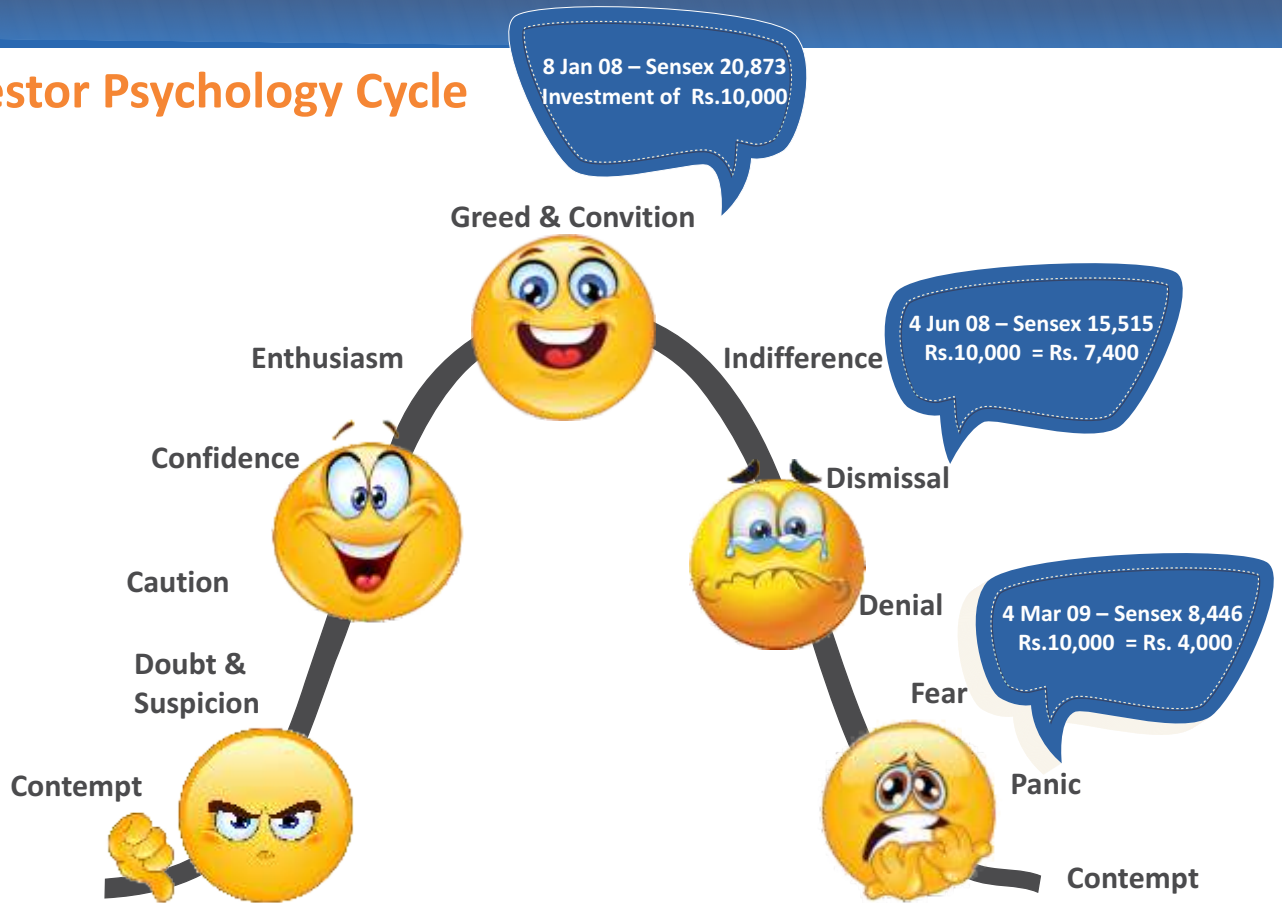 estor Psychology Cycle
8 Jan 08 – Sensex 20,873
Investment of Rs.10,000
Greed & Convition
Enthusiasm
Indifference
4 Jun 08 – Sensex 15,515
Rs.10,000 = Rs. 7,400
Confidence
Dismissal
Caution
Denial
4 Mar 09 – Sensex 8,446
Rs.10,000 = Rs. 4,000
Doubt &
Suspicion
Fear
Contempt
Panic
Contempt